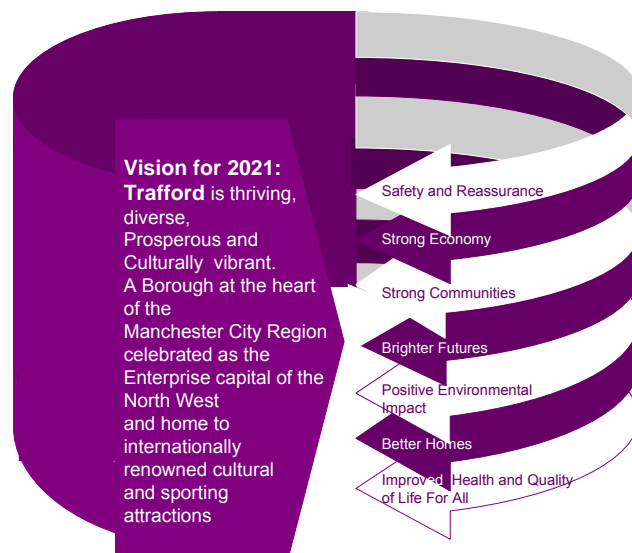 Vision for 2021:
Trafford is thriving,
diverse,
Prosperous and
Culturally vibrant.
A Borough at the heart
of the
Manchester City Region
celebrated as the
Enterprise capital of the
North West
and home to
internationally
renowned cultural
and sporting
attractions
Safety and Reassurance
Strong Economy
Strong Communities
Brighter Futures
Positive Environmental
Impact
Better Homes
Improved Health and Quality
of Life For All